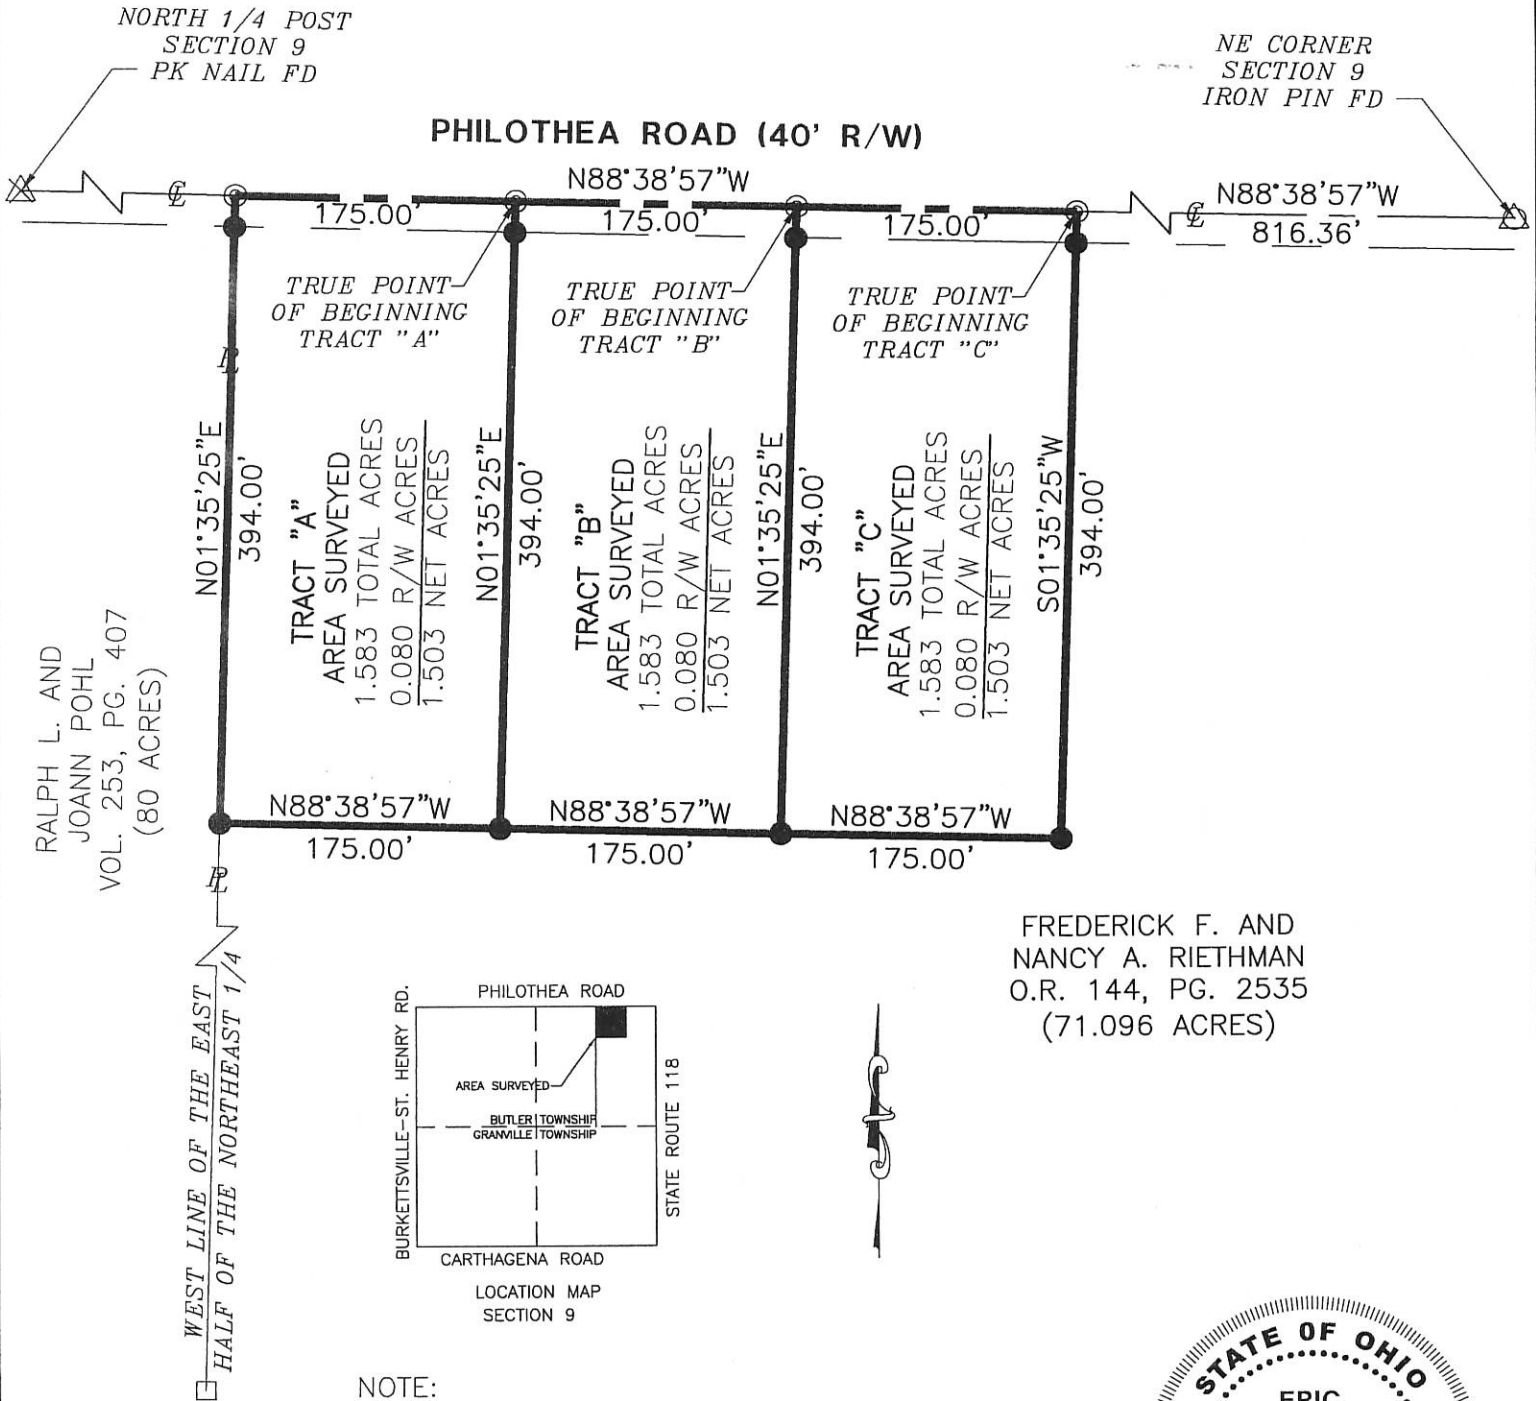 NORTH 1/4 POST
SECTION 9
PK NAIL FD
NE CORNER
SECTION 9
IRON PIN FD
PHILOTHEA ROAD (40' R/W)
N88°38'57"W
N88°38'57"W
175.00'
175.00'
175.00'
816.36'
℄
℄
TRUE POINT
OF BEGINNING
TRACT "A"
TRUE POINT
OF BEGINNING
TRACT "B"
TRUE POINT
OF BEGINNING
TRACT "C"
PL
N01°35'25"E
394.00'
TRACT "A"
AREA SURVEYED
1.583 TOTAL ACRES
0.080 R/W ACRES
1.503 NET ACRES
N01°35'25"E
394.00'
TRACT "B"
AREA SURVEYED
1.583 TOTAL ACRES
0.080 R/W ACRES
1.503 NET ACRES
N01°35'25"E
394.00'
TRACT "C"
AREA SURVEYED
1.583 TOTAL ACRES
0.080 R/W ACRES
1.503 NET ACRES
S01°35'25"W
394.00'
RALPH L. AND
JOANN POHL
VOL. 253, PG. 407
(80 ACRES)
N88°38'57"W
175.00'
N88°38'57"W
175.00'
N88°38'57"W
175.00'
PL
WEST LINE OF THE EAST
HALF OF THE NORTHEAST 1/4
FREDERICK F. AND
NANCY A. RIETHMAN
O.R. 144, PG. 2535
(71.096 ACRES)
PHILOTHEA ROAD
BURKETTSVILLE-ST. HENRY RD.
AREA SURVEYED
BUTLER TOWNSHIP
GRANVILLE TOWNSHIP
STATE ROUTE 118
CARTHAGENA ROAD
LOCATION MAP
SECTION 9
NOTE:
STATE OF OHIO
ERIC